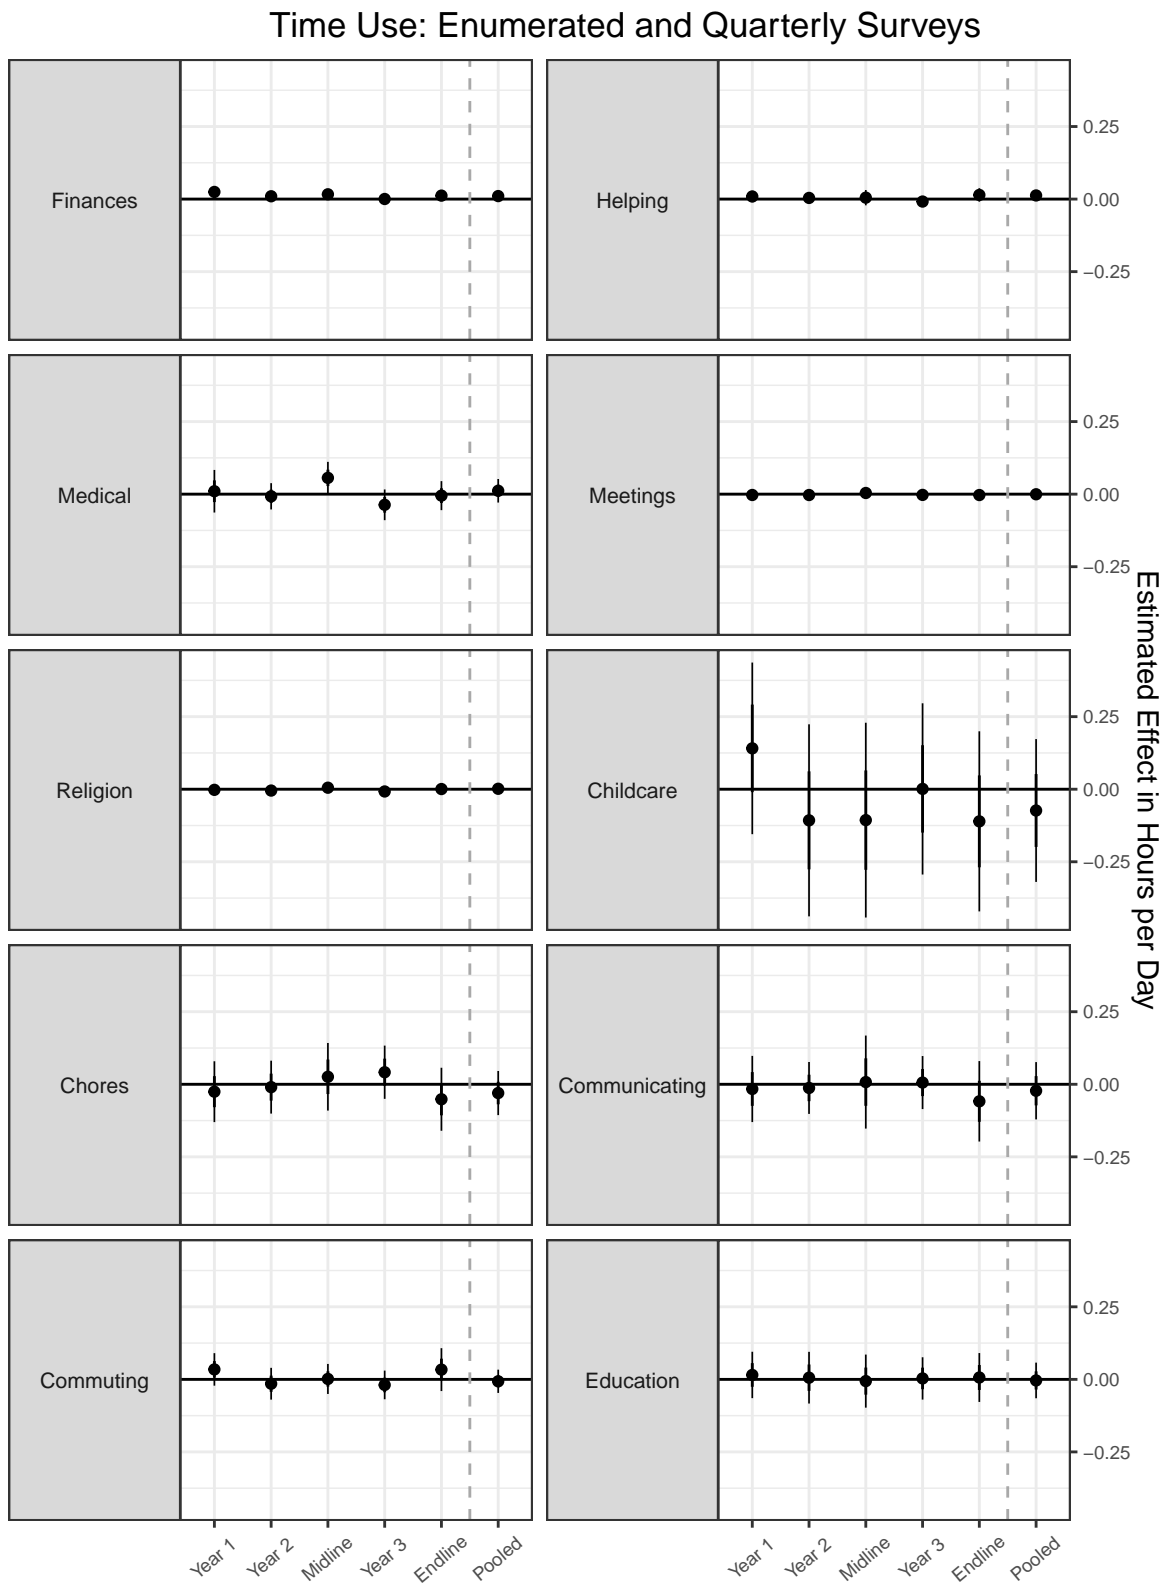 Time Use: Enumerated and Quarterly Surveys
Finances
Helping
0.25
0.00
−0.25
Medical
Meetings
0.25
0.00
−0.25
Religion
Childcare
0.25
0.00
−0.25
Chores
Communicating
0.25
0.00
−0.25
Commuting
Education
0.25
0.00
−0.25
Estimated Effect in Hours per Day
Year 1
Year 2
Midline
Year 3
Endline
Pooled
Year 1
Year 2
Midline
Year 3
Endline
Pooled